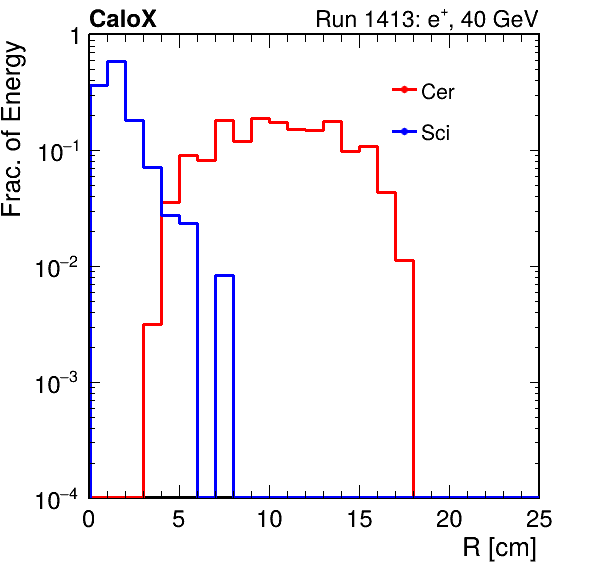 CaloX Run 1413: e⁺, 40 GeV
Frac. of Energy
1
10⁻¹
10⁻²
10⁻³
10⁻⁴
Cer
Sci
0 5 10 15 20 25
R [cm]